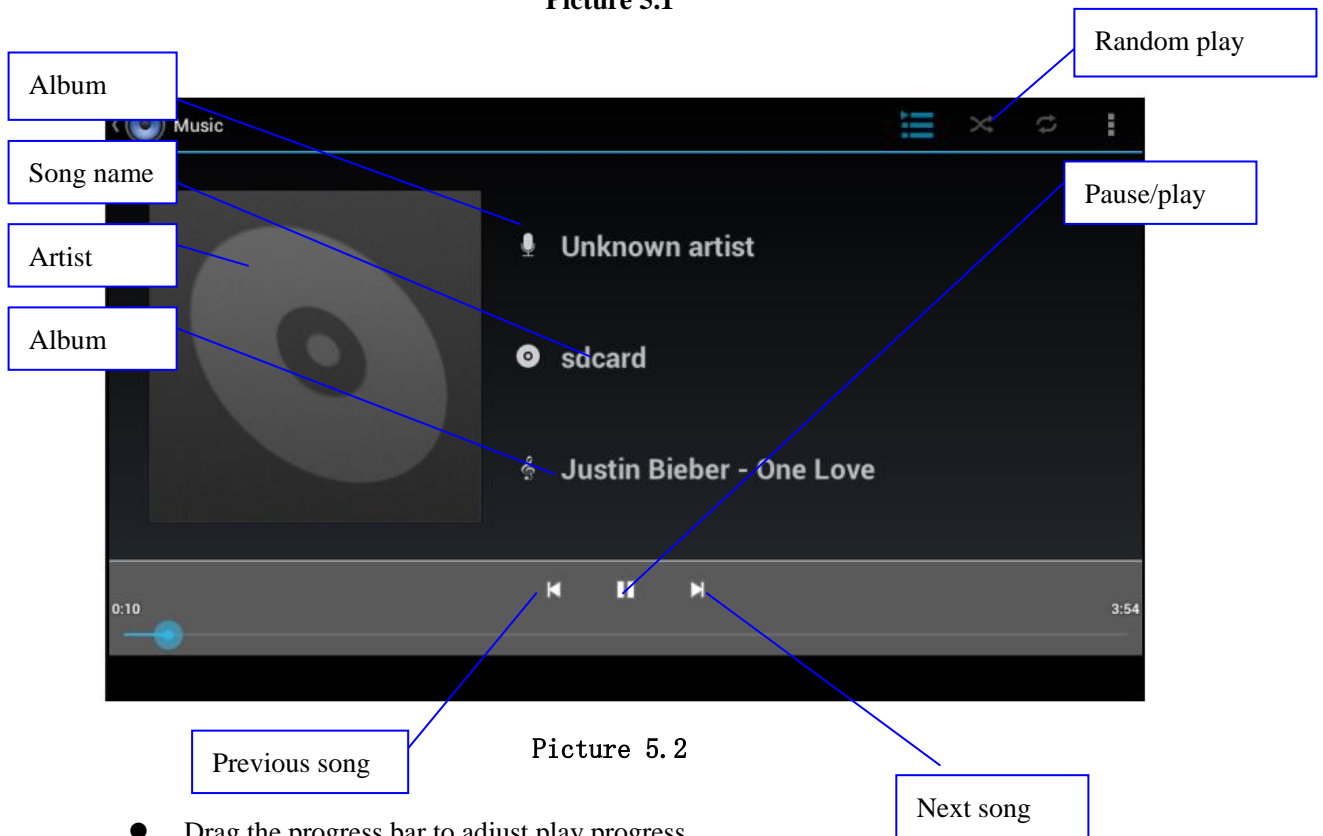 Picture 5.1
Random play
Album
Music
Song name
Pause/play
Unknown artist
Artist
Album
sdcard
Justin Bieber - One Love
0:10
3:54
Previous song
Picture 5.2
Next song
● Drag the progress bar to adjust play progress